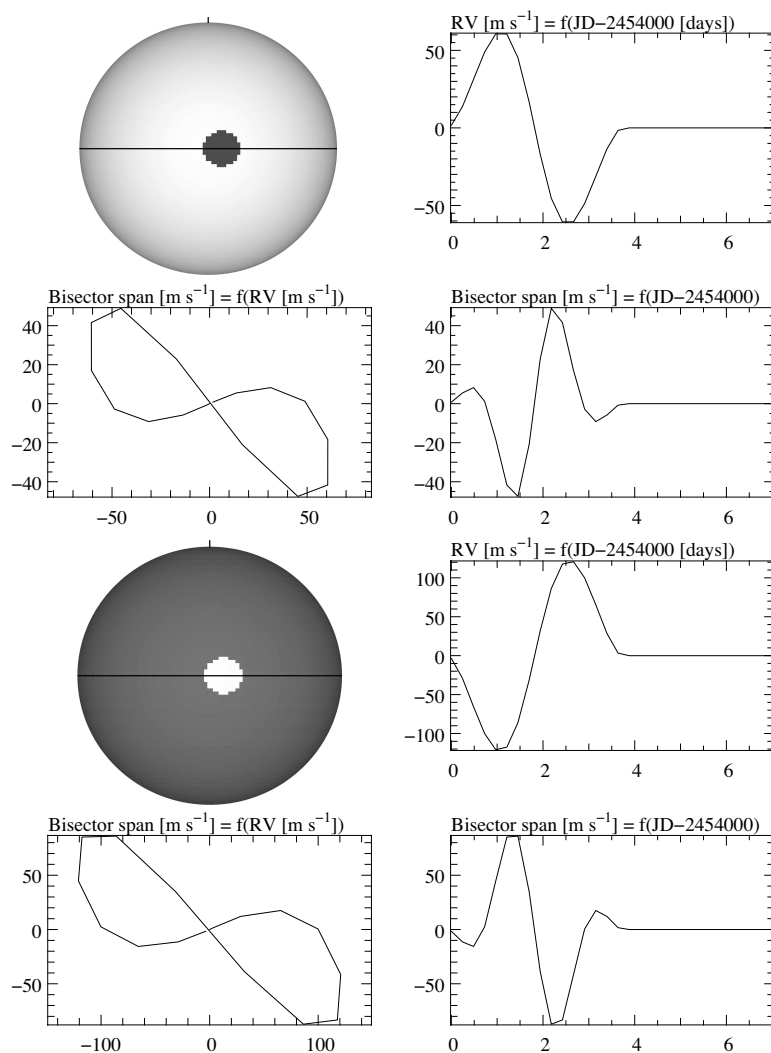 RV [m s⁻¹] = f(JD−2454000 [days])
50
0
−50
0 2 4 6
Bisector span [m s⁻¹] = f(RV [m s⁻¹])
40
20
0
−20
−40
−50 0 50
Bisector span [m s⁻¹] = f(JD−2454000)
40
20
0
−20
−40
0 2 4 6
RV [m s⁻¹] = f(JD−2454000 [days])
100
50
0
−50
−100
0 2 4 6
Bisector span [m s⁻¹] = f(RV [m s⁻¹])
50
0
−50
−100 0 100
Bisector span [m s⁻¹] = f(JD−2454000)
50
0
−50
0 2 4 6